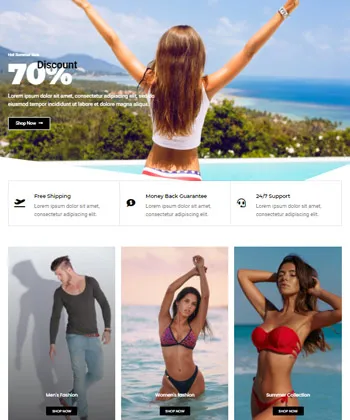 Hot Summer Sale
70% Discount
Lorem ipsum dolor sit amet, consectetur adipiscing elit, sed do
eiusmod tempor incididunt ut labore et dolore magna aliqua
Shop Now
Free Shipping
Lorem ipsum dolor sit amet,
consectetur adipiscing elit.
Money Back Guarantee
Lorem ipsum dolor sit amet,
consectetur adipiscing elit.
24/7 Support
Lorem ipsum dolor sit amet,
consectetur adipiscing elit.
Men's Fashion
SHOP NOW
Women's Fashion
SHOP NOW
Summer Collection
SHOP NOW